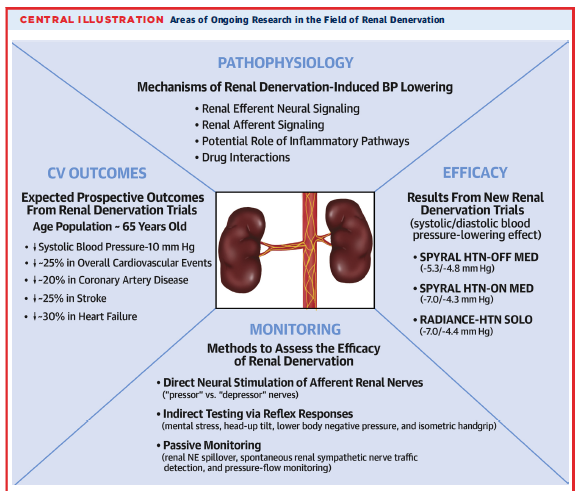 CENTRAL ILLUSTRATION Areas of Ongoing Research in the Field of Renal Denervation
PATHOPHYSIOLOGY
Mechanisms of Renal Denervation-Induced BP Lowering
• Renal Efferent Neural Signaling
• Renal Afferent Signaling
• Potential Role of Inflammatory Pathways
• Drug Interactions
CV OUTCOMES
Expected Prospective Outcomes
From Renal Denervation Trials
Age Population ~ 65 Years Old
• ↓Systolic Blood Pressure-10 mm Hg
• ↓~25% in Overall Cardiovascular Events
• ↓~20% in Coronary Artery Disease
• ↓~25% in Stroke
• ↓~30% in Heart Failure
EFFICACY
Results From New Renal
Denervation Trials
(systolic/diastolic blood
pressure-lowering effect)
• SPYRAL HTN-OFF MED
(-5.3/-4.8 mm Hg)
• SPYRAL HTN-ON MED
(-7.0/-4.3 mm Hg)
• RADIANCE-HTN SOLO
(-7.0/-4.4 mm Hg)
MONITORING
Methods to Assess the Efficacy
of Renal Denervation
• Direct Neural Stimulation of Afferent Renal Nerves
("pressor" vs. "depressor" nerves)
• Indirect Testing via Reflex Responses
(mental stress, head-up tilt, lower body negative pressure, and isometric handgrip)
• Passive Monitoring
(renal NE spillover, spontaneous renal sympathetic nerve traffic
detection, and pressure-flow monitoring)